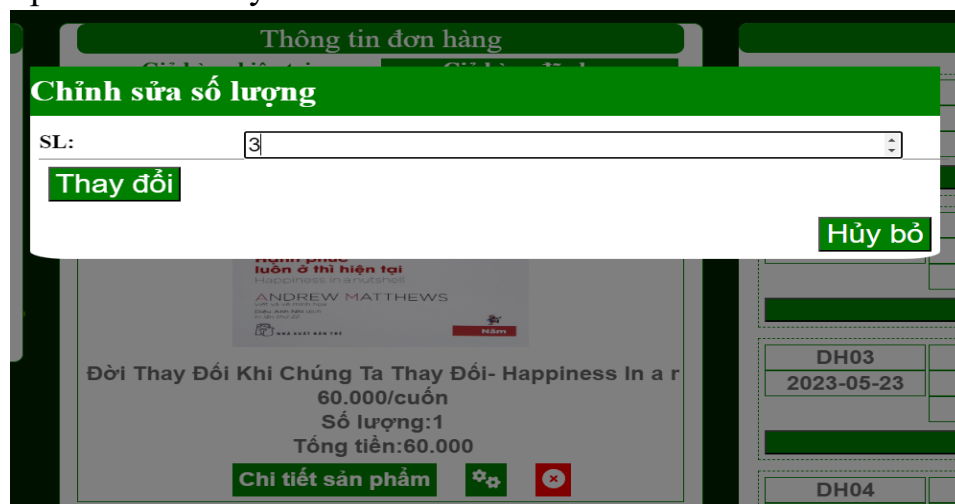 Thông tin đơn hàng
Chỉnh sửa số lượng
SL:
3
Thay đổi
Hủy bỏ
luôn ở thì hiện tại
Happiness in a nutshell
ANDREW MATTHEWS
Năm
Đời Thay Đổi Khi Chúng Ta Thay Đổi- Happiness In a r
60.000/cuốn
Số lượng:1
Tổng tiền:60.000
Chi tiết sản phẩm
DH03
2023-05-23
DH04